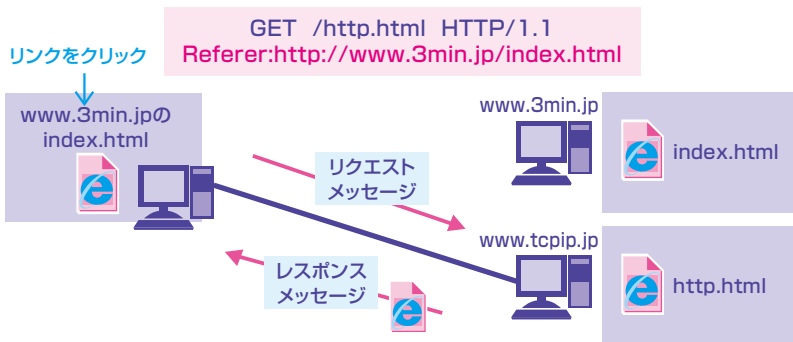 GET /http.html HTTP/1.1
Referer:http://www.3min.jp/index.html
リンクをクリック
www.3min.jpの
index.html
リクエスト
メッセージ
www.3min.jp
index.html
レスポンス
メッセージ
www.tcpip.jp
http.html